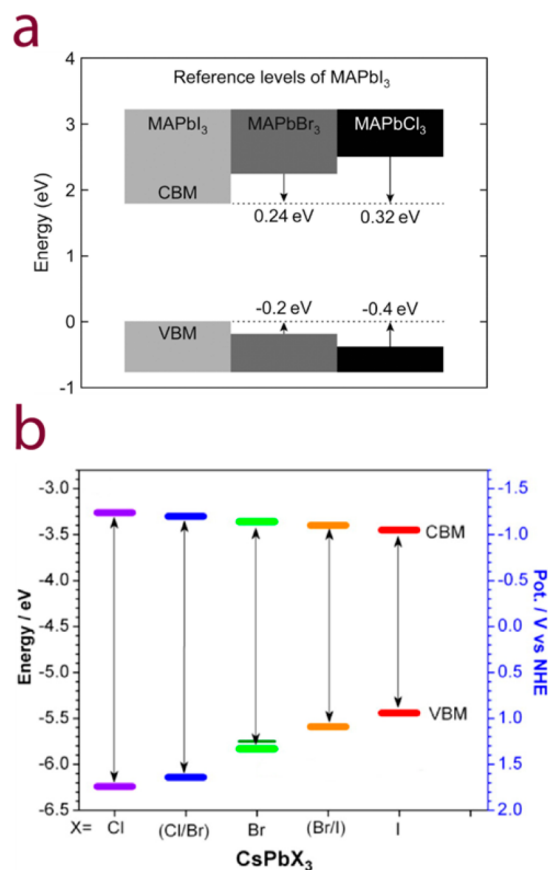 a
Reference levels of MAPbI₃
MAPbI₃ MAPbBr₃ MAPbCl₃
CBM
0.24 eV 0.32 eV
-0.2 eV -0.4 eV
VBM
Energy (eV)
4
3
2
1
0
-1
b
Energy / eV
-3.0
-3.5
-4.0
-4.5
-5.0
-5.5
-6.0
-6.5
CBM
VBM
-1.5
-1.0
-0.5
0.0
0.5
1.0
1.5
2.0
Pot. / V vs NHE
X= Cl (Cl/Br) Br (Br/I) I
CsPbX₃